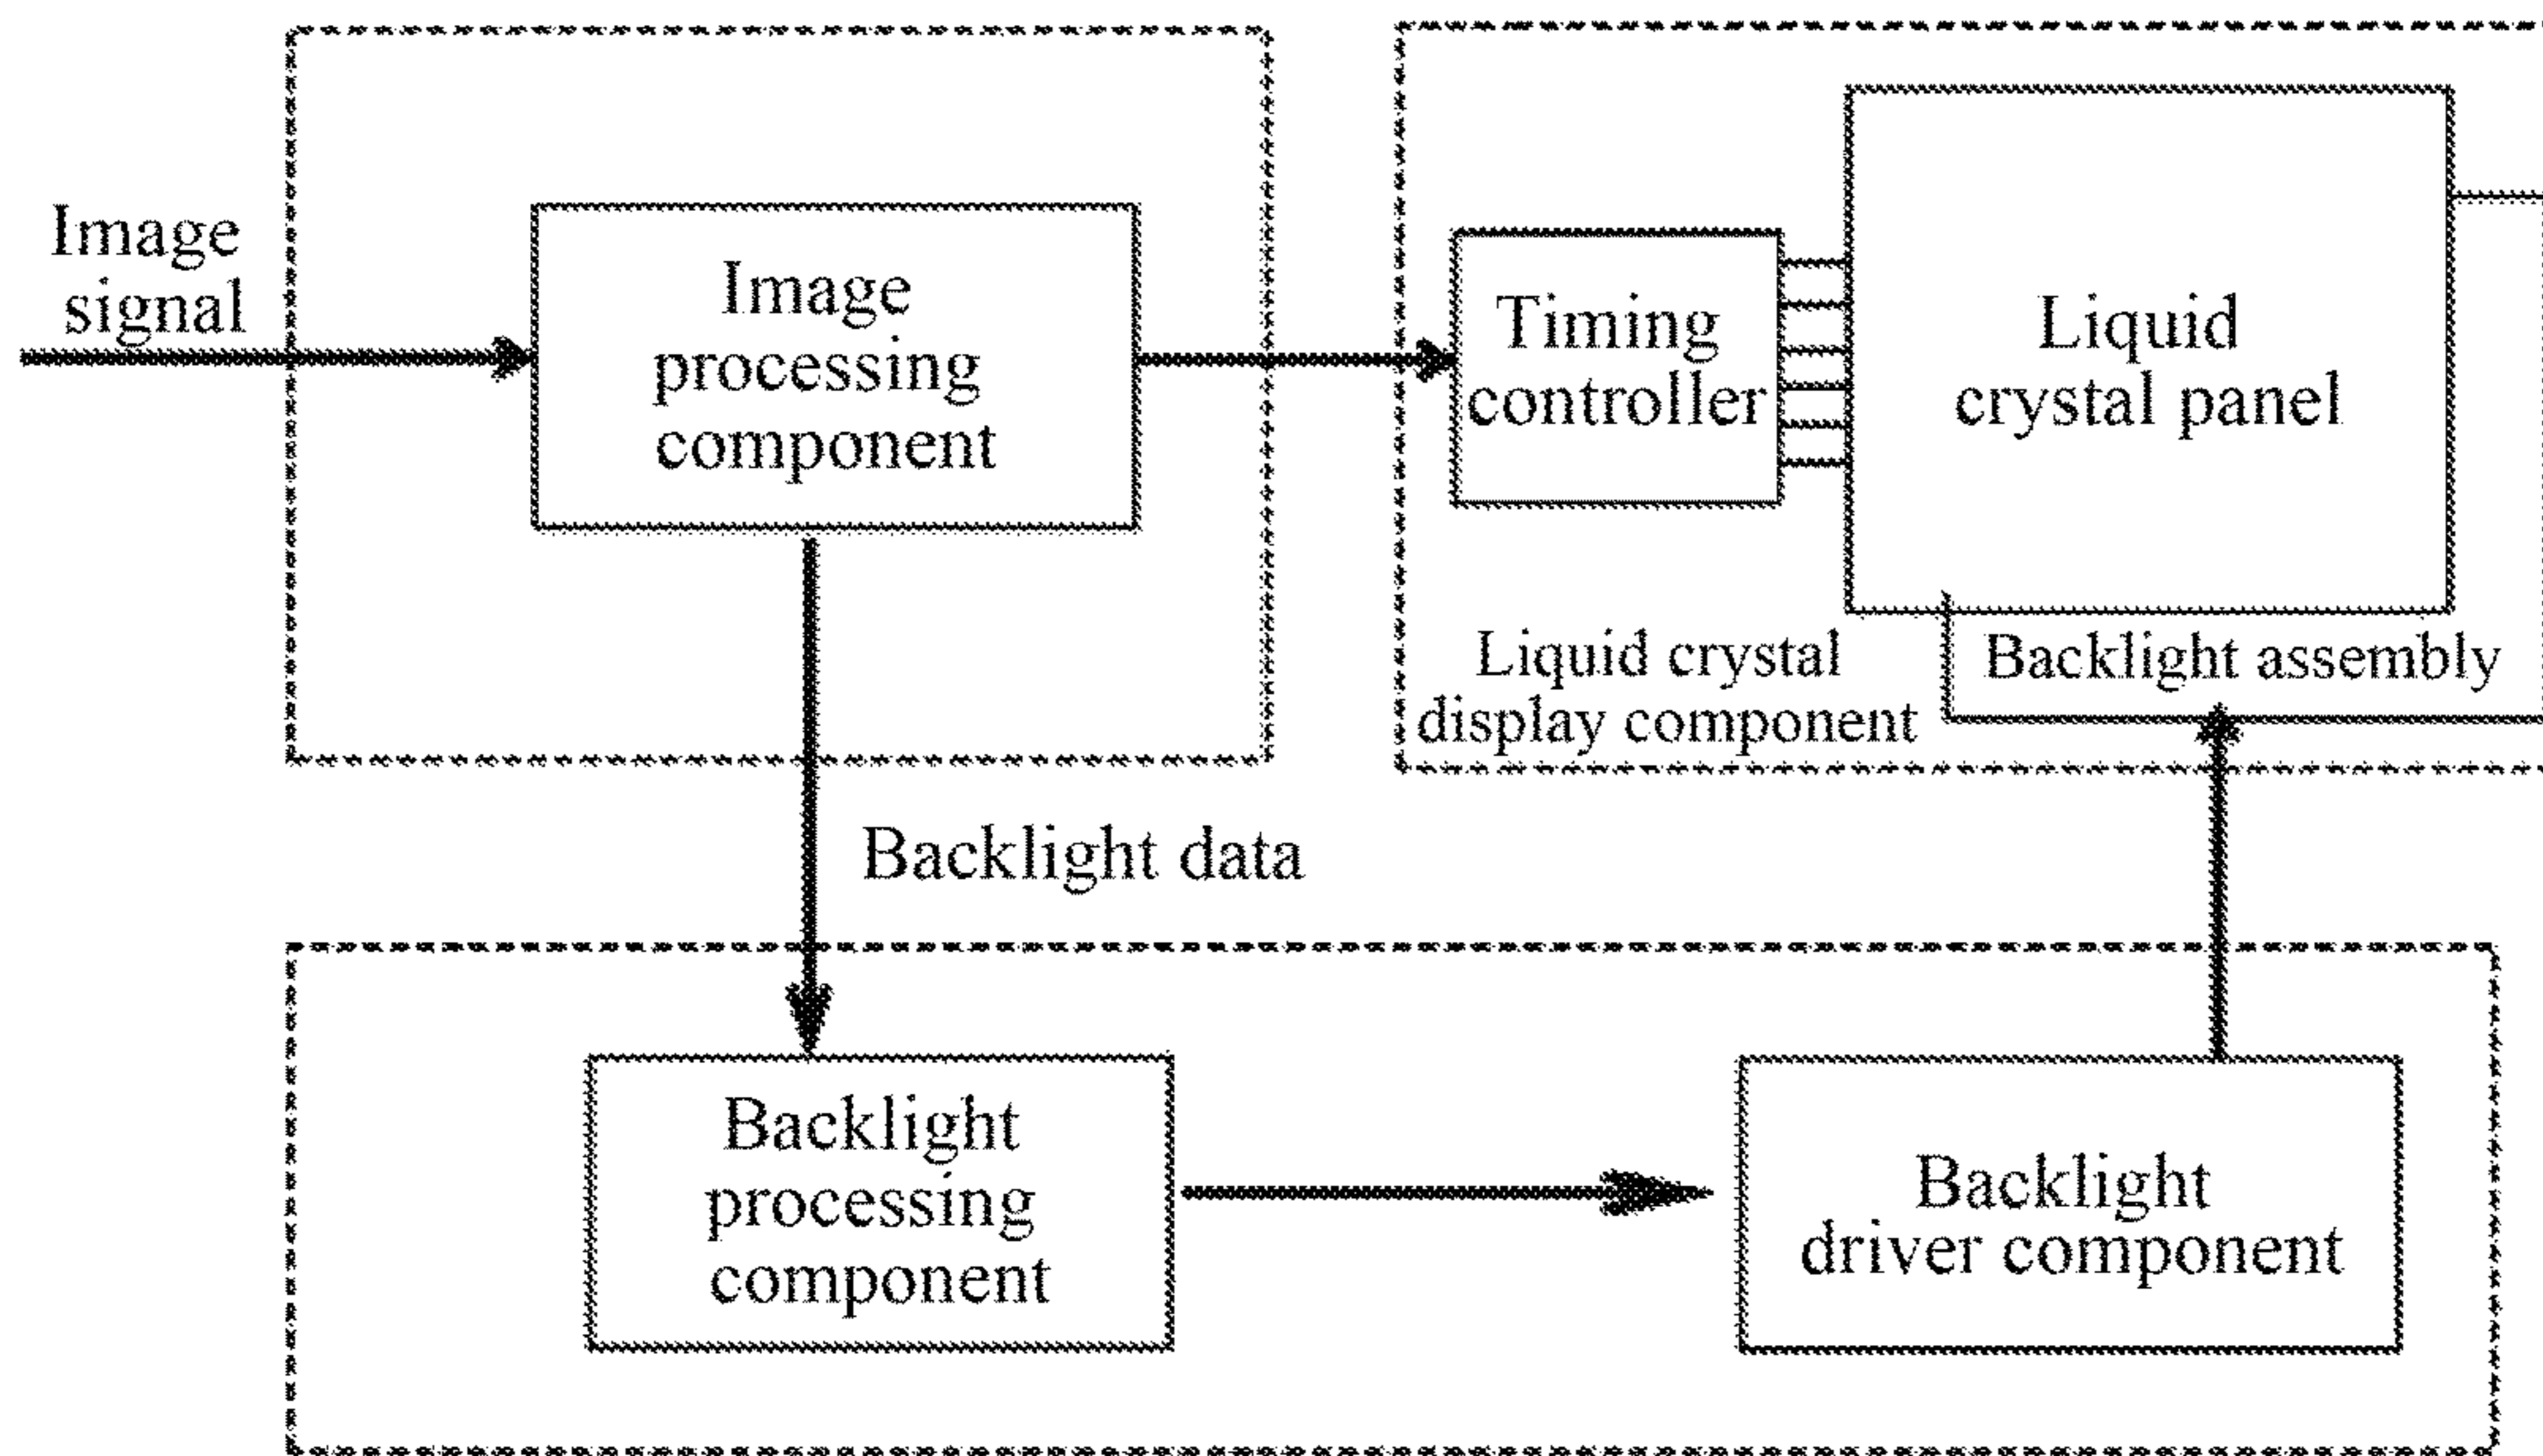 Image
signal
Image
processing
component
Timing
controller
Liquid
crystal panel
Liquid crystal
display component
Backlight assembly
Backlight data
Backlight
processing
component
Backlight
driver component